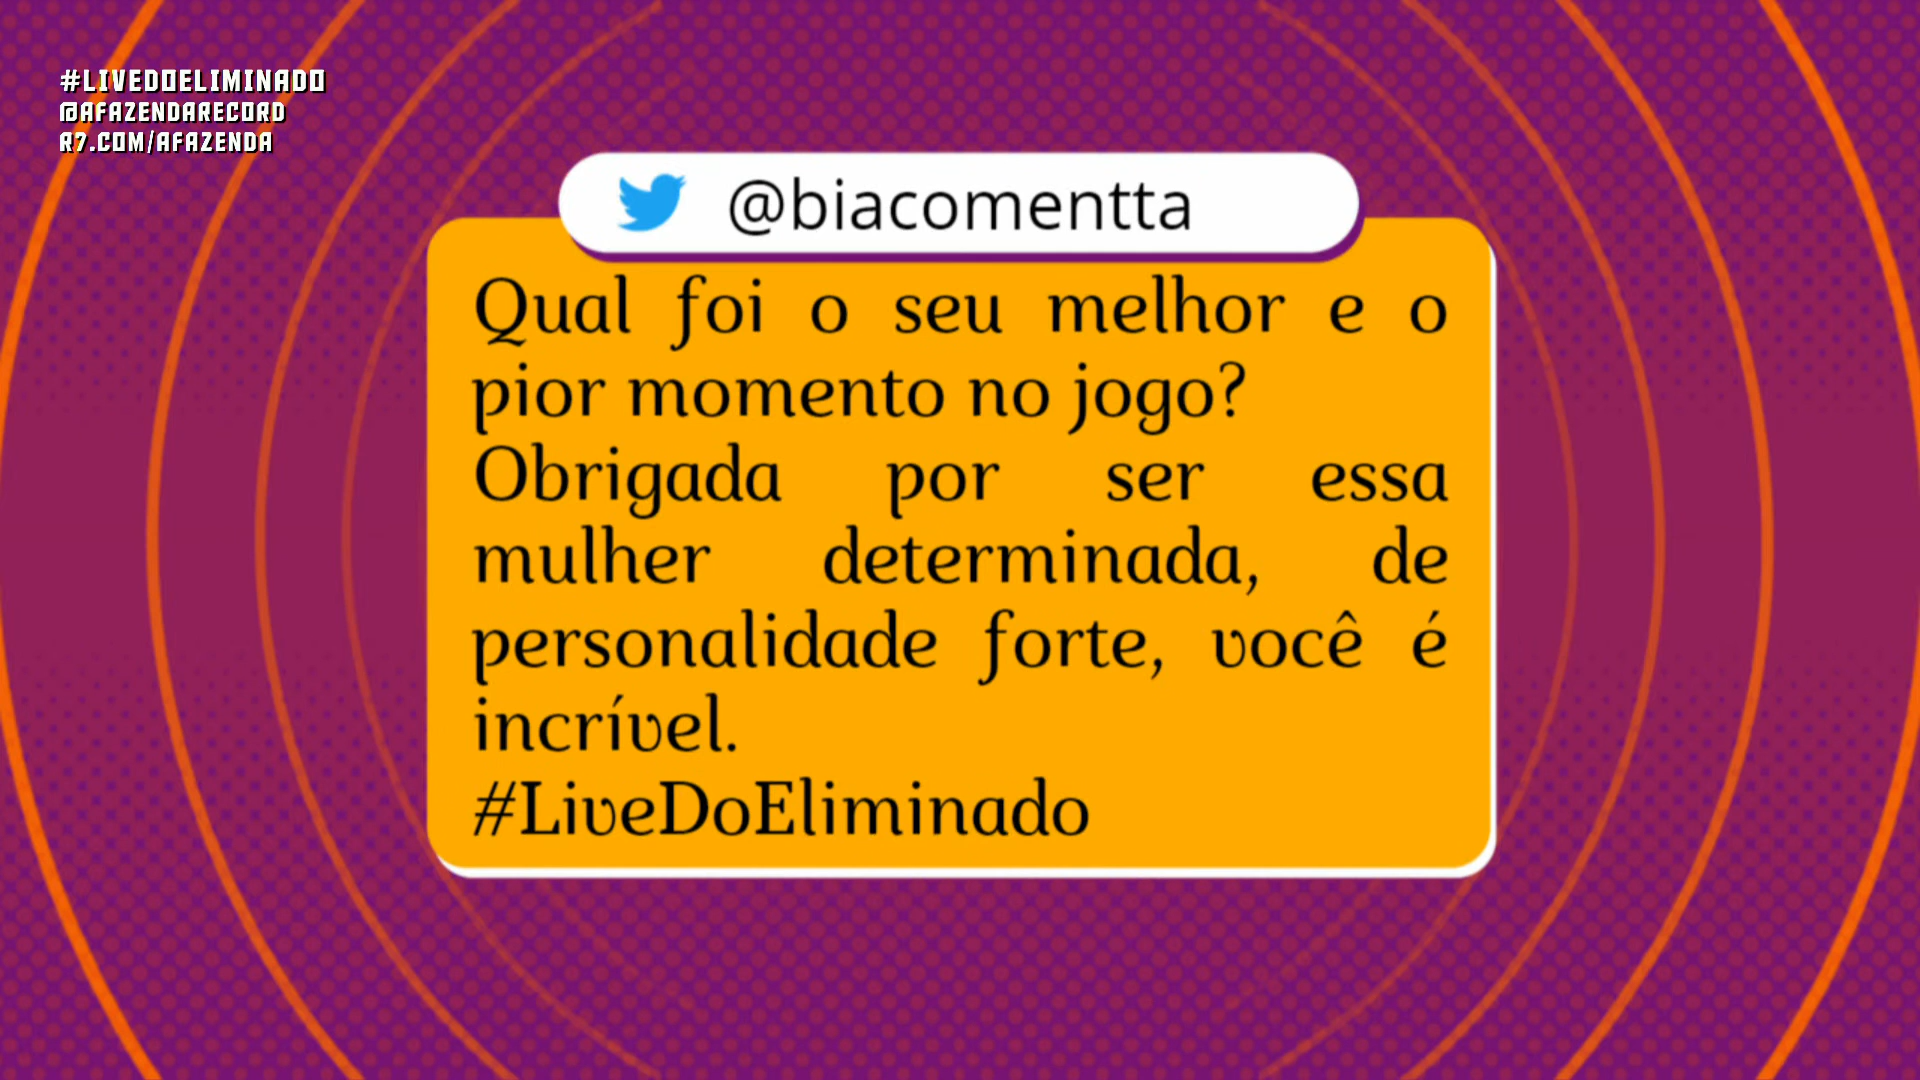 #LIVEDOELIMINADO
@AFAZENDARECORD
R7.COM/AFAZENDA
@biacomentta
Qual foi o seu melhor e o
pior momento no jogo?
Obrigada por ser essa
mulher determinada, de
personalidade forte, você é
incrível.
#LiveDoEliminado